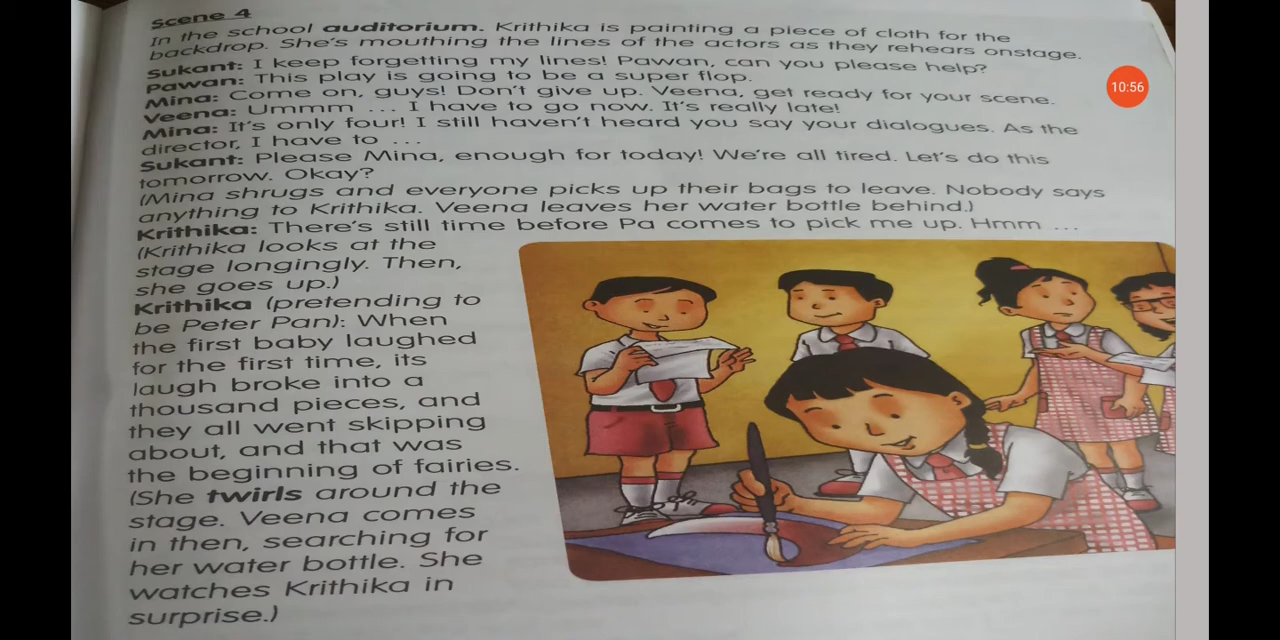 Scene 4
In the school auditorium. Krithika is painting a piece of cloth for the
backdrop. She's mouthing the lines of the actors as they rehears onstage.
Sukant: I keep forgetting my lines! Pawan, can you please help?
Pawan: This play is going to be a super flop.
Mina: Come on, guys! Don't give up. Veena, get ready for your scene.
Veena: Ummm ... I have to go now. It's really late!
Mina: It's only four! I still haven't heard you say your dialogues. As the
director, I have to ...
Sukant: Please Mina, enough for today! We're all tired. Let's do this
tomorrow. Okay?
(Mina shrugs and everyone picks up their bags to leave. Nobody says
anything to Krithika. Veena leaves her water bottle behind.)
Krithika: There's still time before Pa comes to pick me up. Hmm ...
(Krithika looks at the
stage longingly. Then,
she goes up.)
Krithika (pretending to
be Peter Pan): When
the first baby laughed
for the first time, its
laugh broke into a
thousand pieces, and
they all went skipping
about, and that was
the beginning of fairies.
(She twirls around the
stage. Veena comes
in then, searching for
her water bottle. She
watches Krithika in
surprise.)
10:56